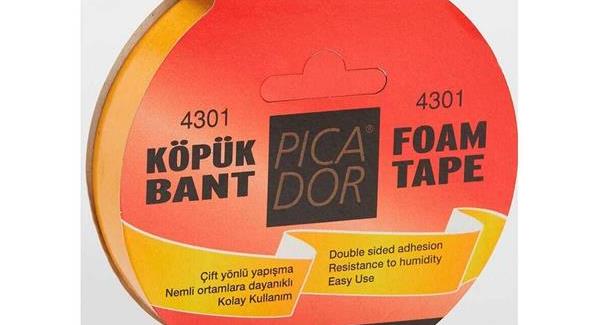 4301
KÖPÜK
BANT
PICA®
DOR
4301
FOAM
TAPE
Çift yönlü yapışma
Nemli ortamlara dayanıklı
Kolay Kullanım
Double sided adhesion
Resistance to humidity
Easy Use